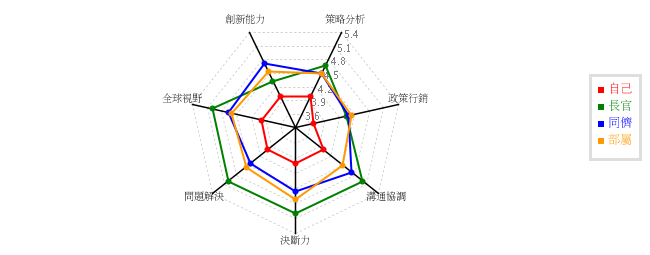 創新能力
策略分析
5.4
5.1
4.8
4.5
4.2
3.9
3.6
全球視野
政策行銷
問題解決
溝通協調
決斷力
自己
長官
同儕
部屬